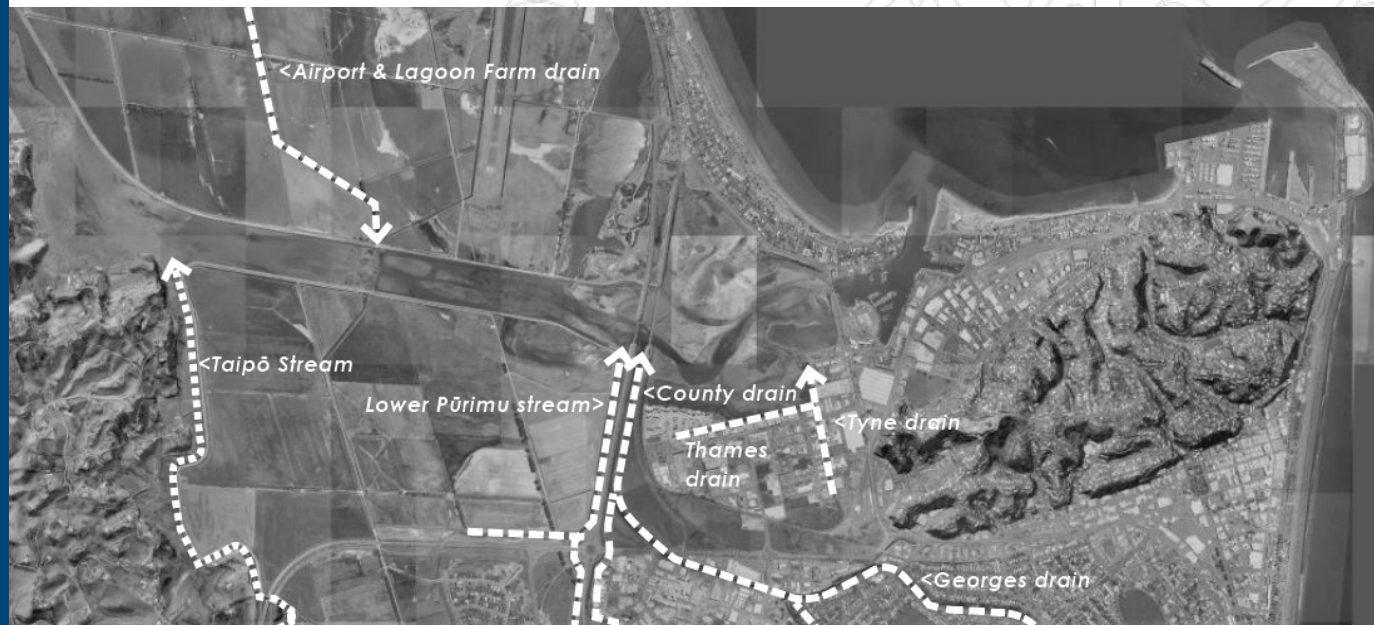 <Airport & Lagoon Farm drain
<Taipō Stream
Lower Pūrimu stream>
<County drain
<Tyne drain
Thames
drain
<Georges drain